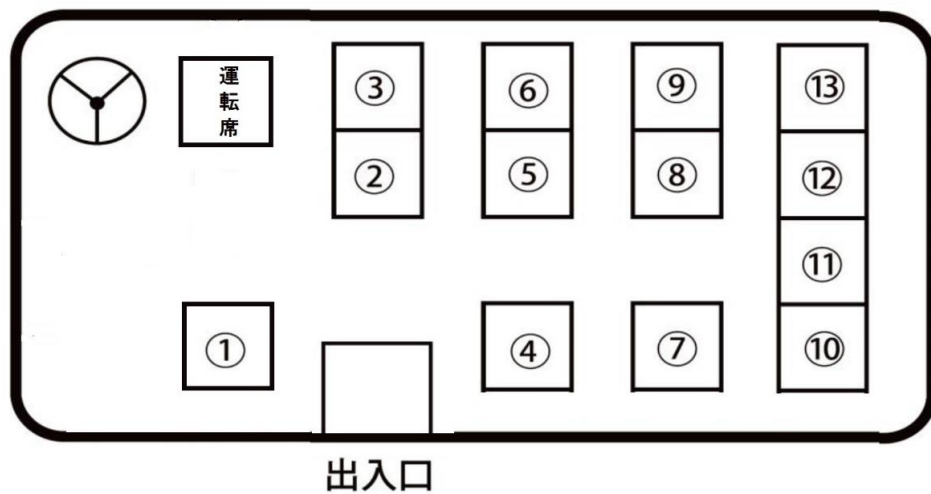 運転席
③ ⑥ ⑨ ⑬
② ⑤ ⑧ ⑫
⑪
① ④ ⑦ ⑩
出入口